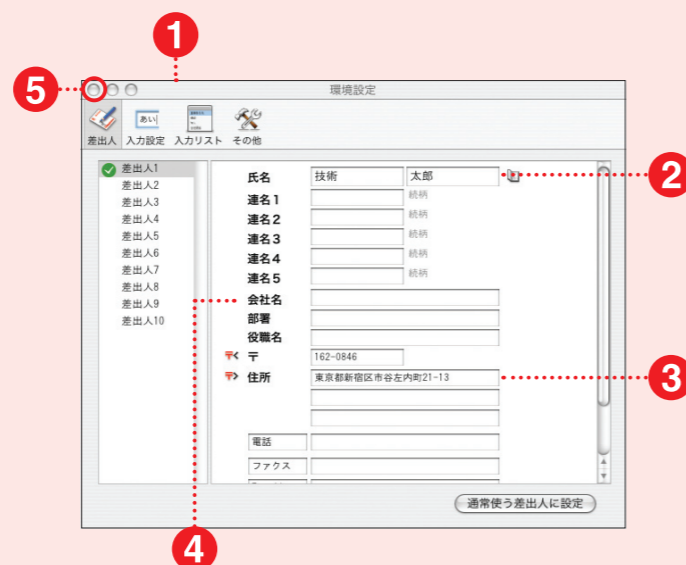 1
5
環境設定
差出人 入力設定 入力リスト その他
差出人1
差出人2
差出人3
差出人4
差出人5
差出人6
差出人7
差出人8
差出人9
差出人10
氏名 技術 太郎
2
連名1 続柄
連名2 続柄
連名3 続柄
連名4 続柄
連名5 続柄
会社名
部署
役職名
〒 162-0846
住所 東京都新宿区市谷左内町21-13
3
電話
ファクス
通常使う差出人に設定
4